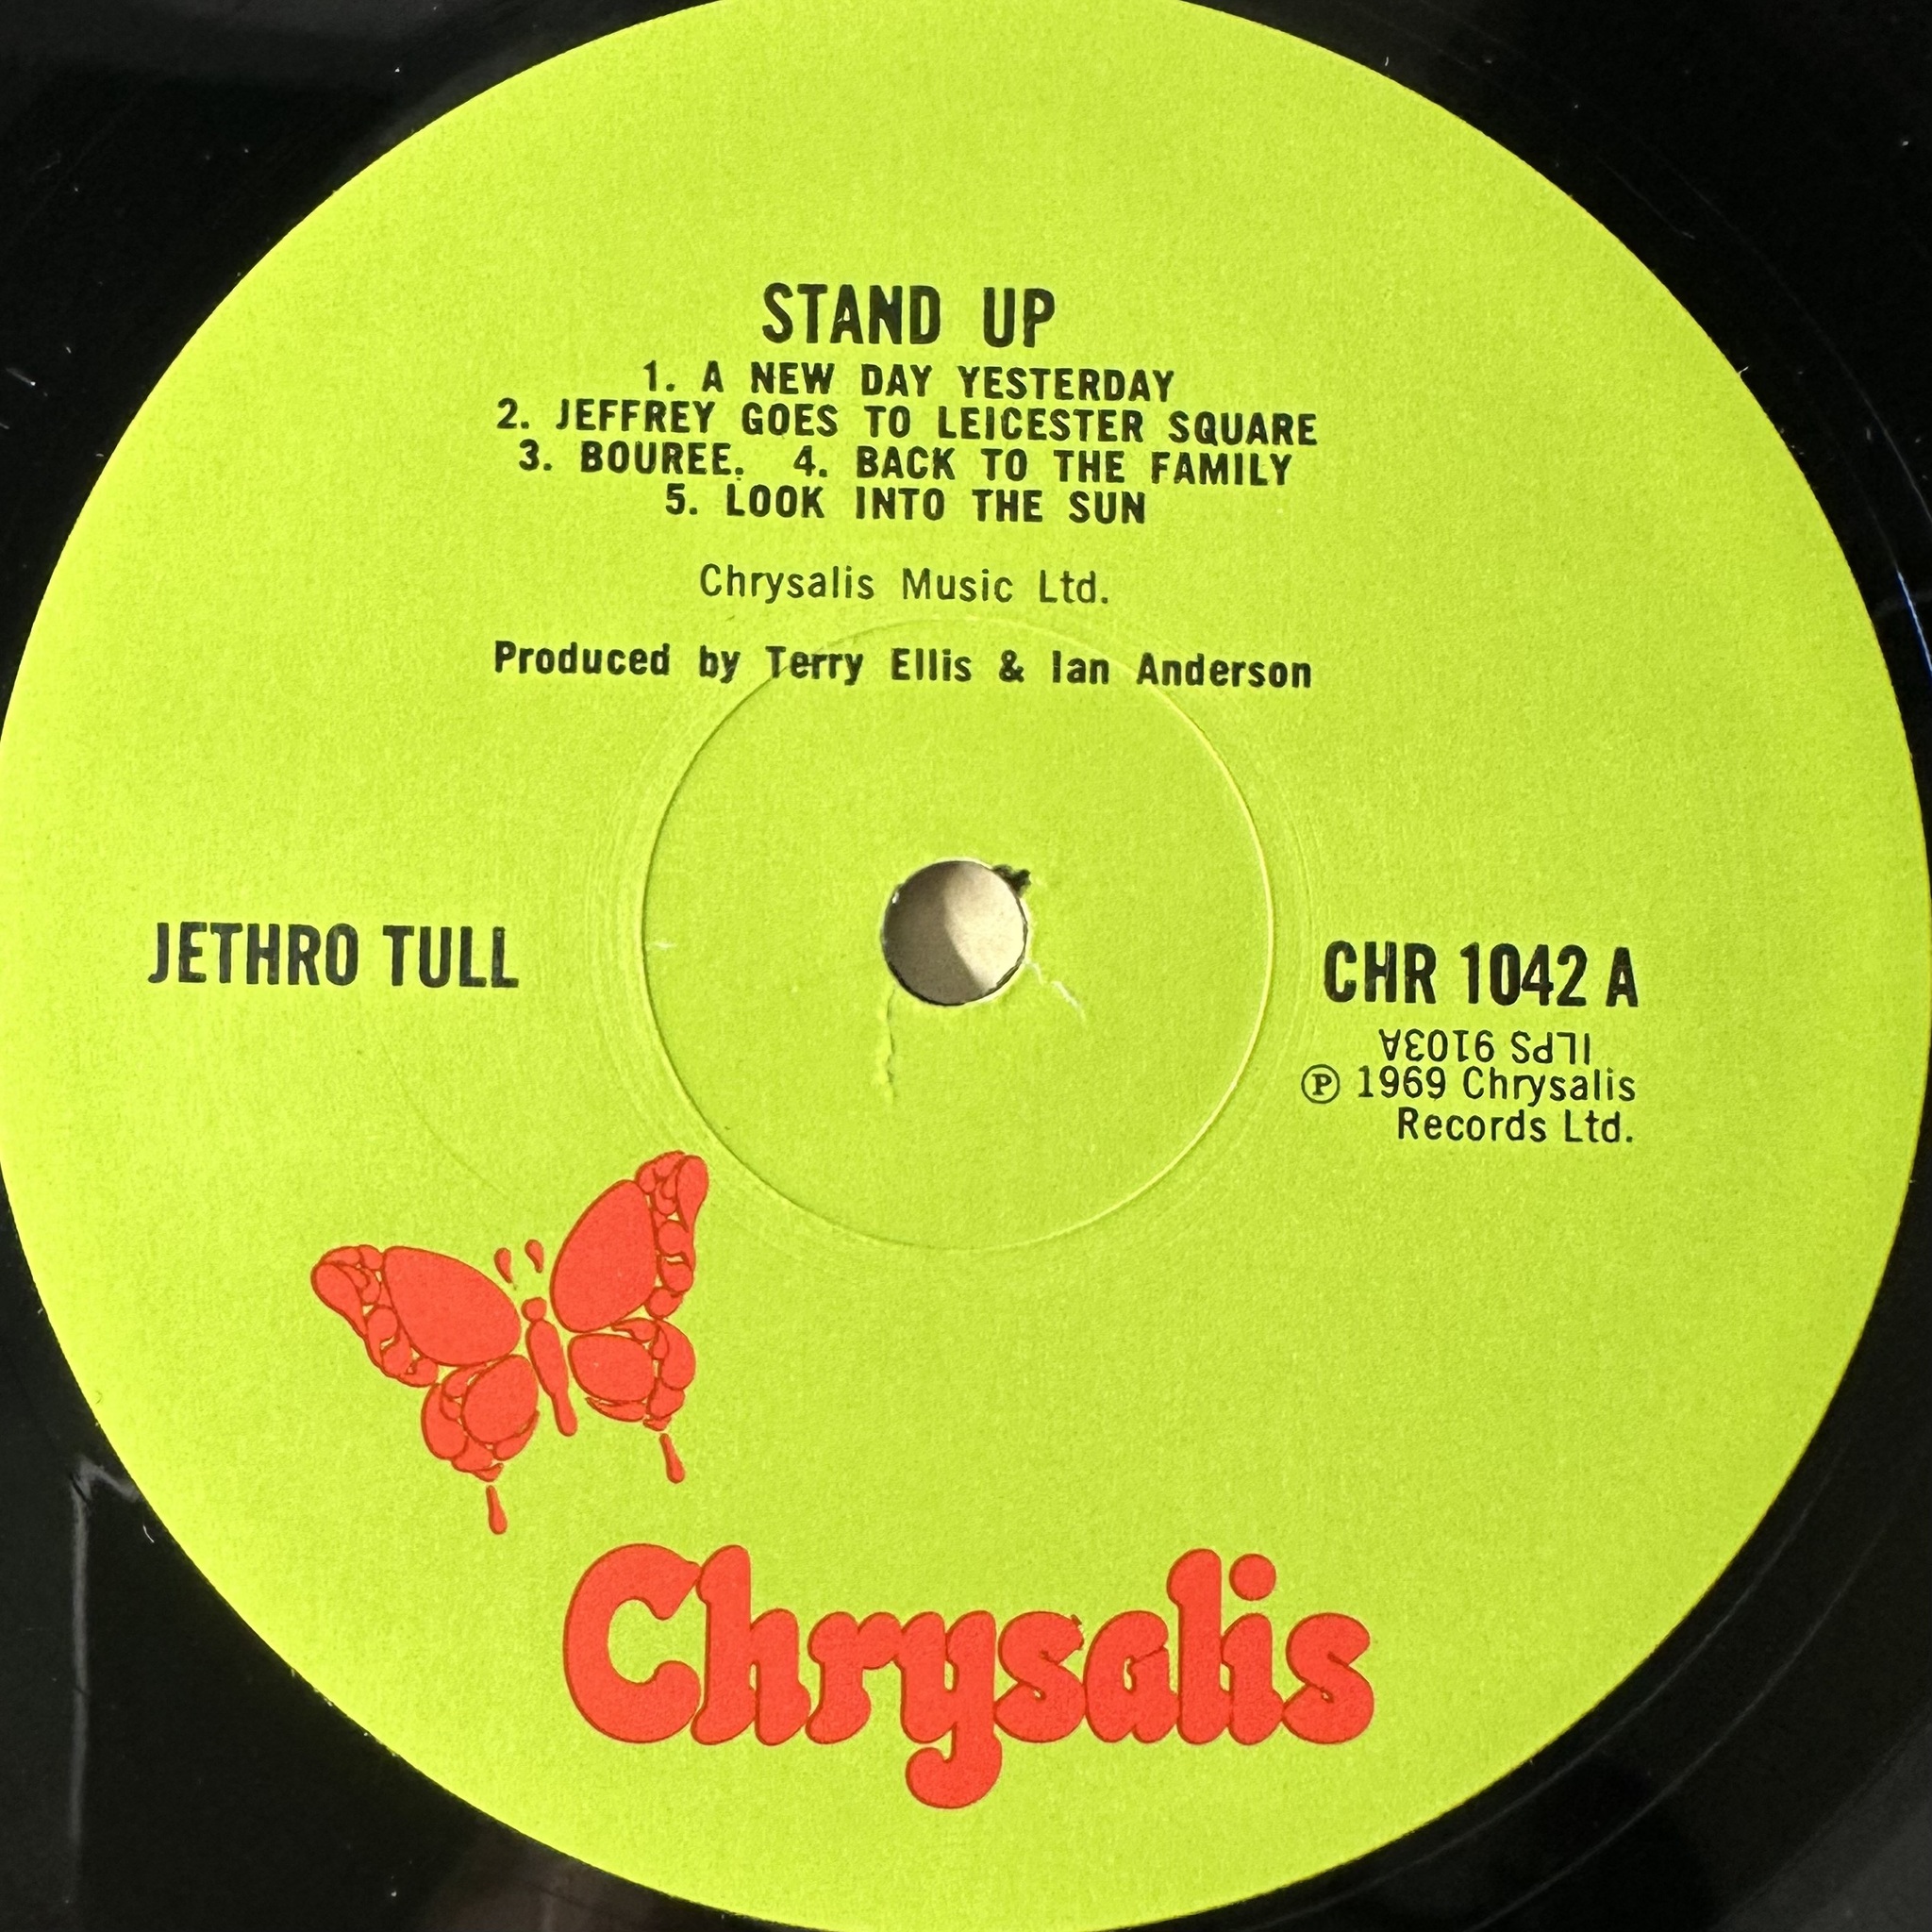 STAND UP
1. A NEW DAY YESTERDAY
2. JEFFREY GOES TO LEICESTER SQUARE
3. BOUREE. 4. BACK TO THE FAMILY
5. LOOK INTO THE SUN
Chrysalis Music Ltd.
Produced by Terry Ellis & Ian Anderson
JETHRO TULL
CHR 1042 A
ILPS 9103A
Ⓟ 1969 Chrysalis
Records Ltd.
Chrysalis